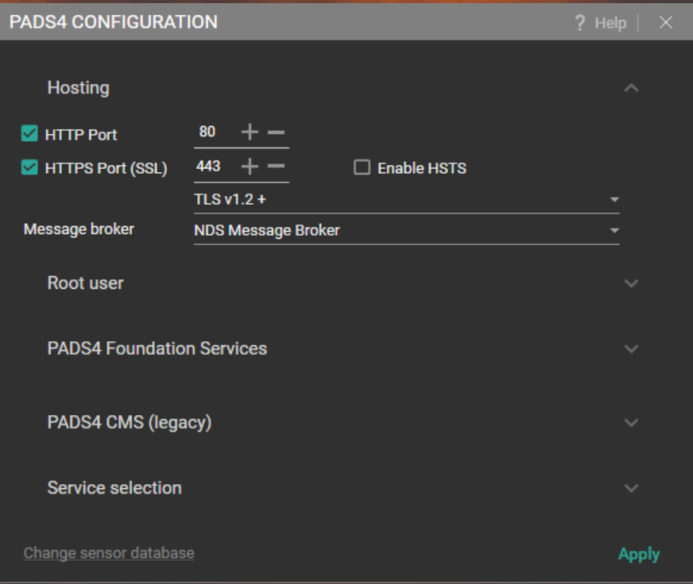 PADS4 CONFIGURATION ? Help
Hosting
HTTP Port 80
HTTPS Port (SSL) 443 Enable HSTS
TLS v1.2 +
Message broker NDS Message Broker
Root user
PADS4 Foundation Services
PADS4 CMS (legacy)
Service selection
Change sensor database Apply